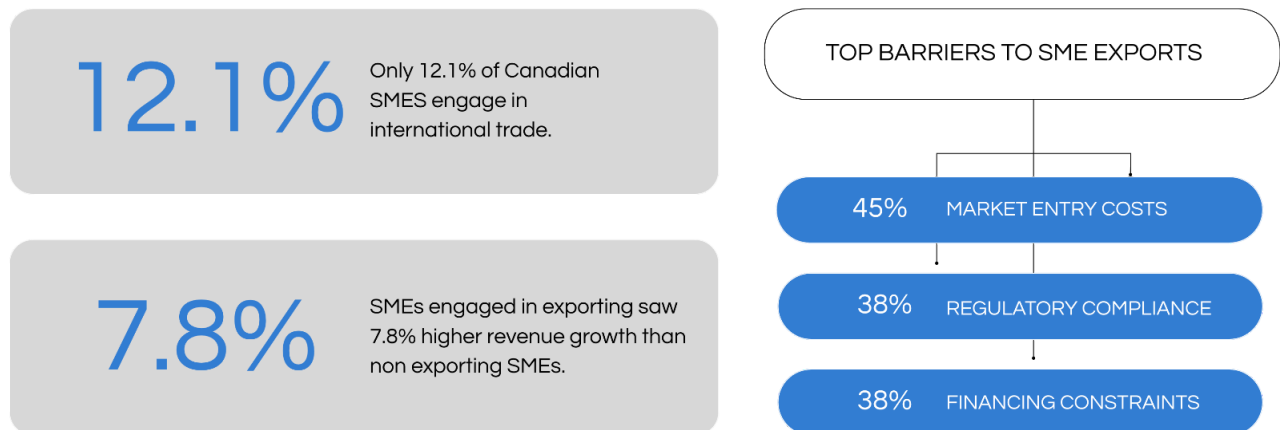 12.1%
Only 12.1% of Canadian
SMES engage in
international trade.
7.8%
SMEs engaged in exporting saw
7.8% higher revenue growth than
non exporting SMEs.
TOP BARRIERS TO SME EXPORTS
45% MARKET ENTRY COSTS
38% REGULATORY COMPLIANCE
38% FINANCING CONSTRAINTS